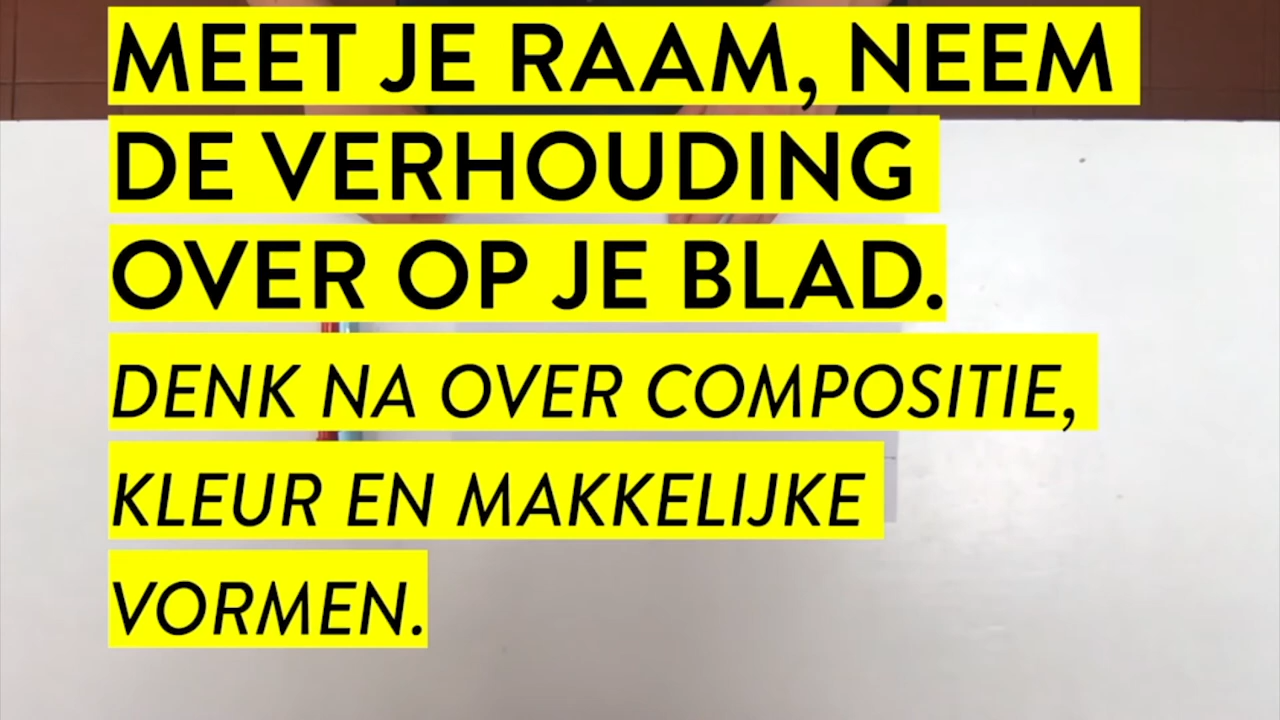 MEET JE RAAM, NEEM
DE VERHOUDING
OVER OP JE BLAD.
DENK NA OVER COMPOSITIE,
KLEUR EN MAKKELIJKE
VORMEN.